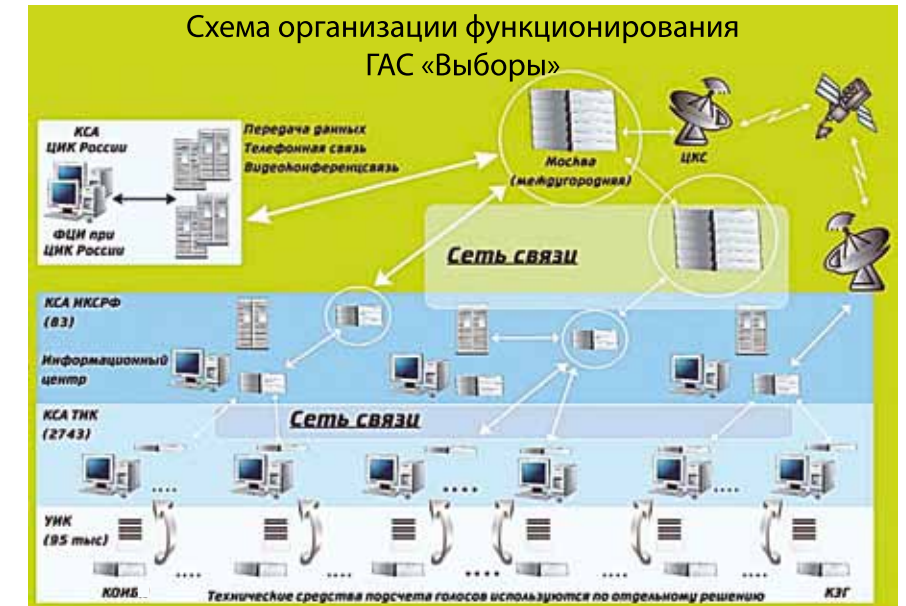 Схема организации функционирования
ГАС «Выборы»
КСА
ЦИК России
ФЦИ при
ЦИК России
Передача данных
Телефонная связь
Видеоконференцсвязь
Москва
(междугородняя)
ЦКС
Сеть связи
КСА ИКСРФ
(83)
Информационный
центр
КСА ТИК
(2743)
Сеть связи
УИК
(95 тыс)
КОИБ
Технические средства подсчета голосов используются по отдельному решению
КЭГ